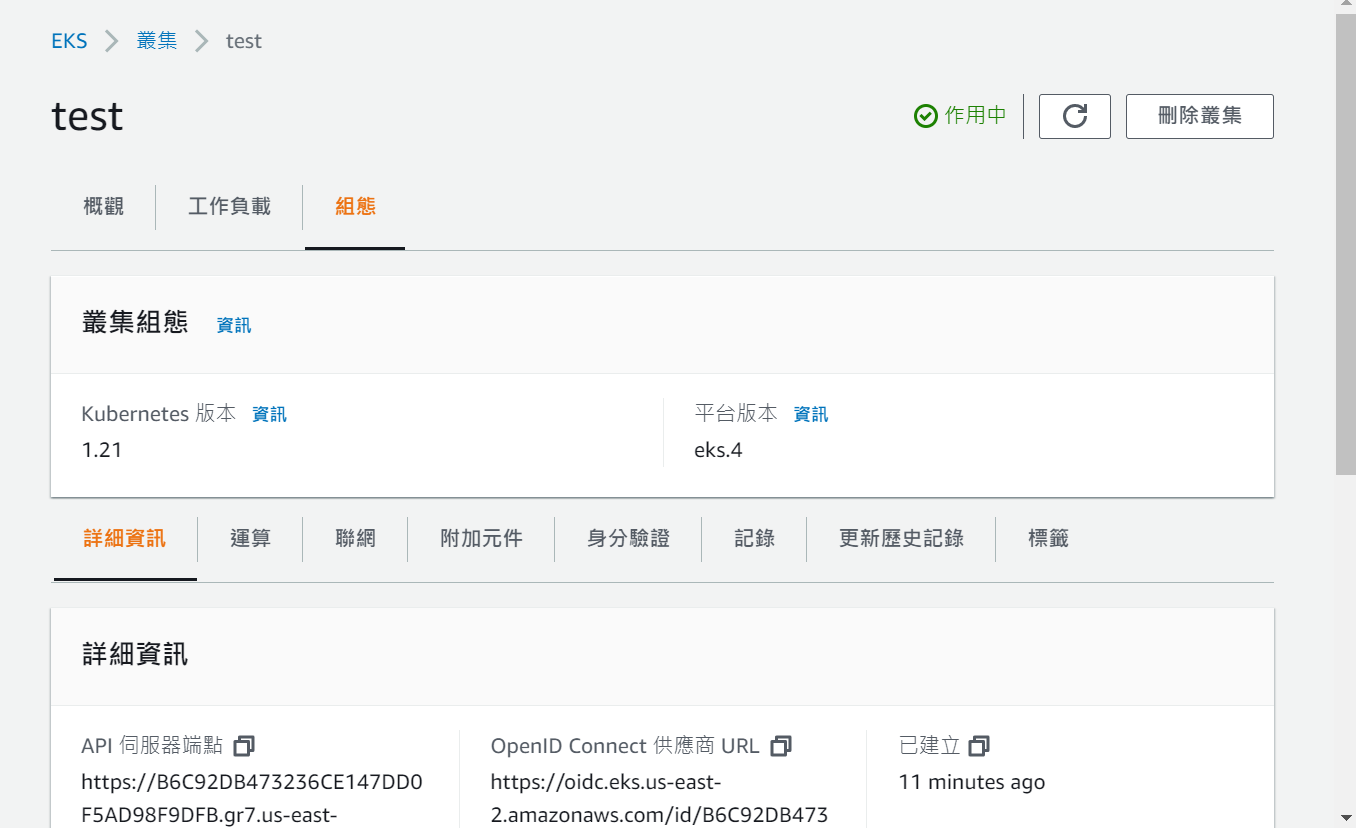 EKS 叢集 test
test
作用中 刪除叢集
概觀 工作負載 組態
叢集組態 資訊
Kubernetes 版本 資訊 平台版本 資訊
1.21 eks.4
詳細資訊 運算 聯網 附加元件 身分驗證 記錄 更新歷史記錄 標籤
詳細資訊
API 伺服器端點 OpenID Connect 供應商 URL 已建立
https://B6C92DB473236CE147DD0 https://oidc.eks.us-east- 11 minutes ago
F5AD98F9DFB.gr7.us-east- 2.amazonaws.com/id/B6C92DB473